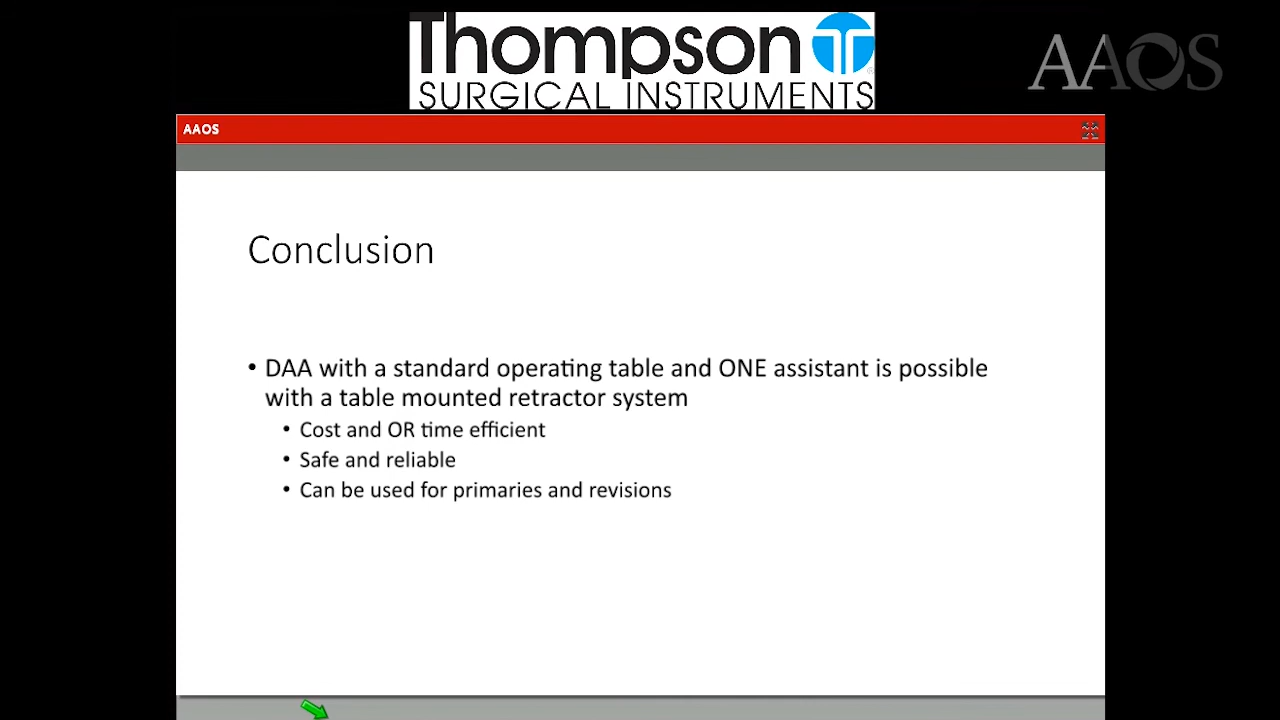 Thompson
SURGICAL INSTRUMENTS
AAOS
AAOS
Conclusion
• DAA with a standard operating table and ONE assistant is possible
with a table mounted retractor system
• Cost and OR time efficient
• Safe and reliable
• Can be used for primaries and revisions